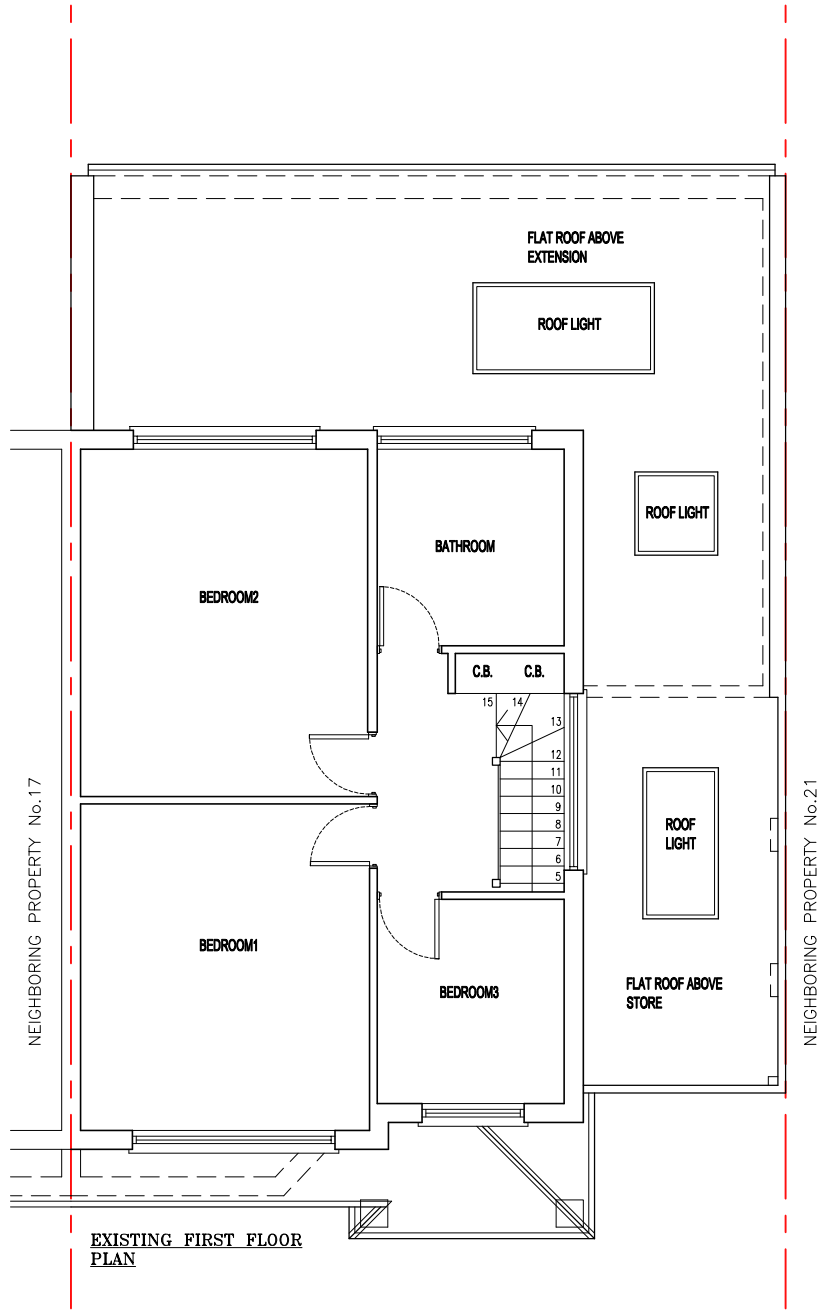 FLAT ROOF ABOVE
EXTENSION
ROOF LIGHT
ROOF LIGHT
BATHROOM
BEDROOM2
C.B.
C.B.
15
14
13
12
11
10
9
8
7
6
5
ROOF
LIGHT
NEIGHBORING PROPERTY No.17
NEIGHBORING PROPERTY No.21
BEDROOM1
BEDROOM3
FLAT ROOF ABOVE
STORE
EXISTING FIRST FLOOR
PLAN